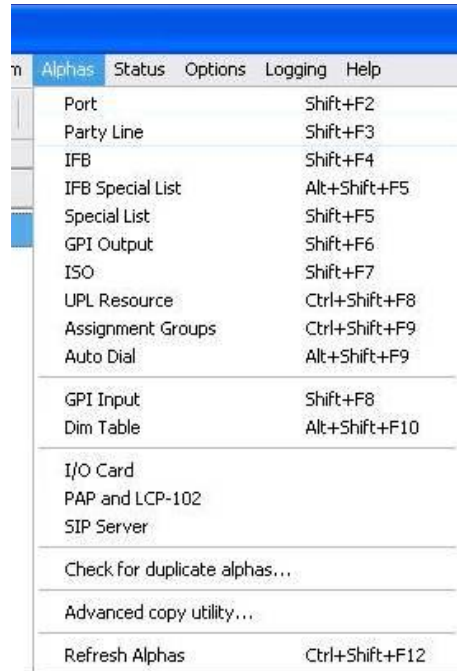 m Alphas Status Options Logging Help
Port Shift+F2
Party Line Shift+F3
IFB Shift+F4
IFB Special List Alt+Shift+F5
Special List Shift+F5
GPI Output Shift+F6
ISO Shift+F7
UPL Resource Ctrl+Shift+F8
Assignment Groups Ctrl+Shift+F9
Auto Dial Alt+Shift+F9
GPI Input Shift+F8
Dim Table Alt+Shift+F10
I/O Card
PAP and LCP-102
SIP Server
Check for duplicate alphas...
Advanced copy utility...
Refresh Alphas Ctrl+Shift+F12